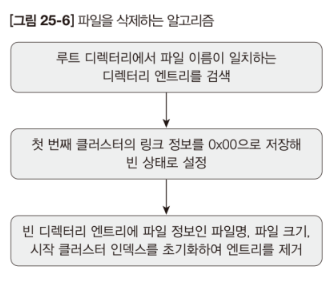 [그림 25-6] 파일을 삭제하는 알고리즘
루트 디렉터리에서 파일 이름이 일치하는
디렉터리 엔트리를 검색
첫 번째 클러스터의 링크 정보를 0x00으로 저장해
빈 상태로 설정
빈 디렉터리 엔트리에 파일 정보인 파일명, 파일 크기,
시작 클러스터 인덱스를 초기화하여 엔트리를 제거